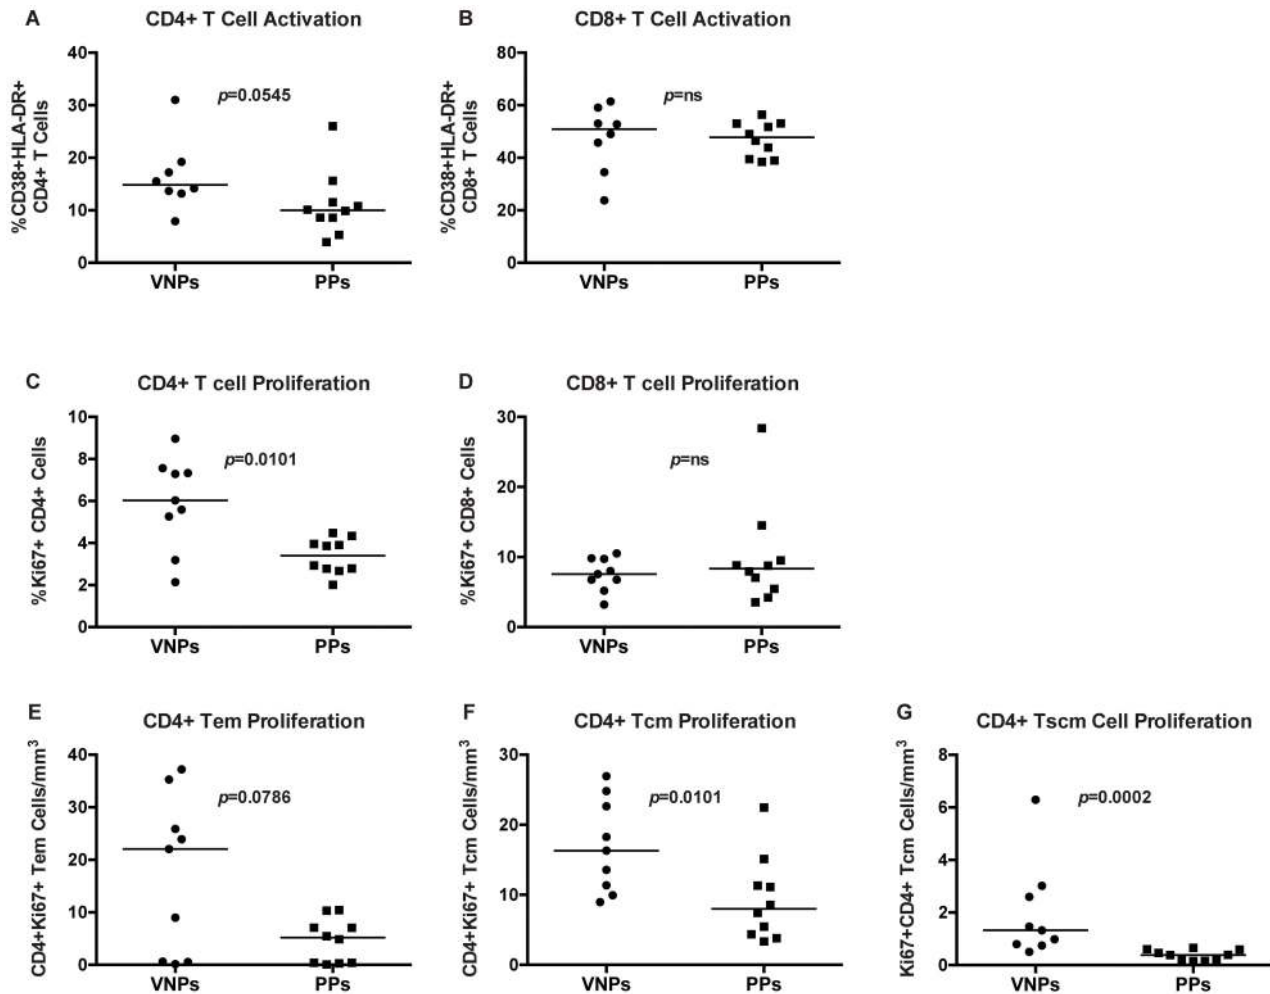 A
CD4+ T Cell Activation
%CD38+HLA-DR+
CD4+ T Cells
40
30
20
10
0
p=0.0545
VNPs
PPs
B
CD8+ T Cell Activation
%CD38+HLA-DR+
CD8+ T Cells
80
60
40
20
0
p=ns
VNPs
PPs
C
CD4+ T cell Proliferation
%Ki67+ CD4+ Cells
10
8
6
4
2
0
p=0.0101
VNPs
PPs
D
CD8+ T cell Proliferation
%Ki67+ CD8+ Cells
30
20
10
0
p=ns
VNPs
PPs
E
CD4+ Tem Proliferation
CD4+Ki67+ Tem Cells/mm³
40
30
20
10
0
p=0.0786
VNPs
PPs
F
CD4+ Tcm Proliferation
CD4+Ki67+ Tcm Cells/mm³
30
20
10
0
p=0.0101
VNPs
PPs
G
CD4+ Tscm Cell Proliferation
Ki67+CD4+ Tcm Cells/mm³
8
6
4
2
0
p=0.0002
VNPs
PPs